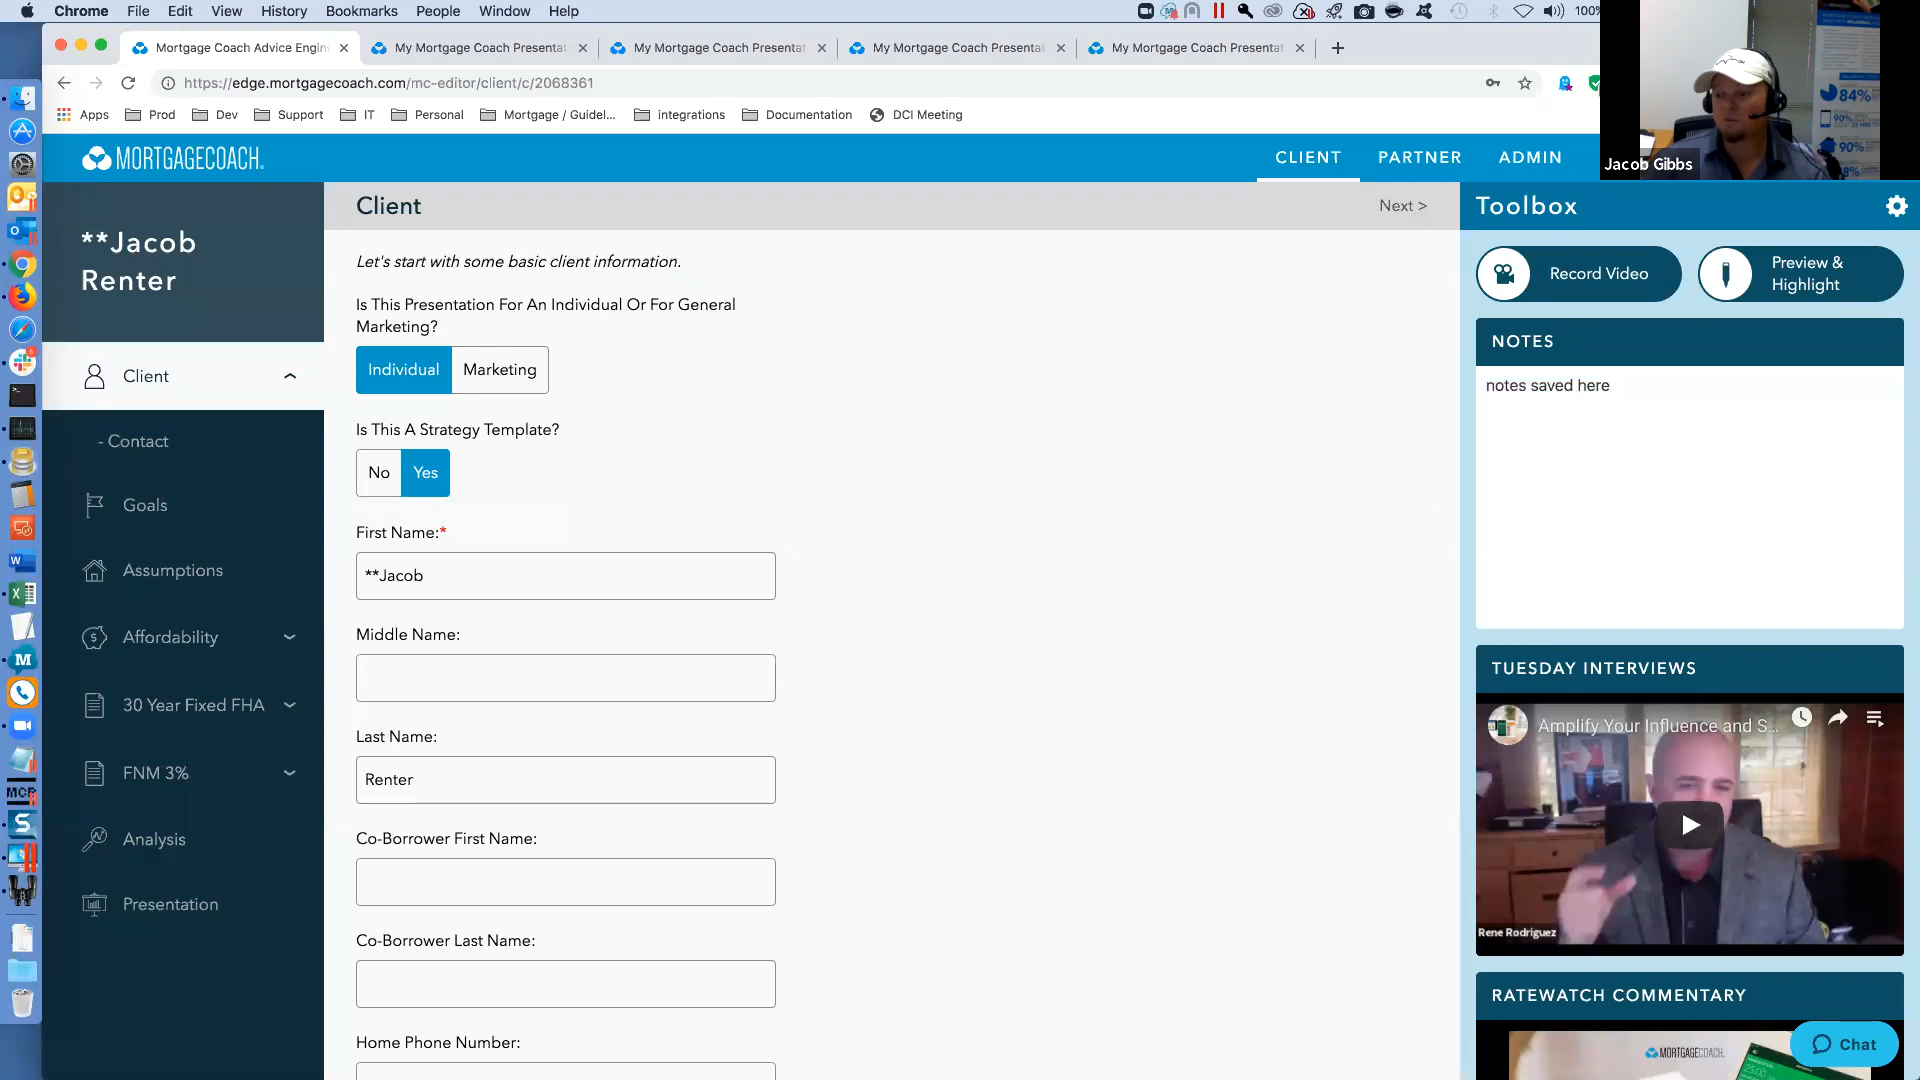 Chrome File Edit View History Bookmarks People Window Help
100%
Mortgage Coach Advice Engin
My Mortgage Coach Presentat
My Mortgage Coach Presentat
My Mortgage Coach Presentat
My Mortgage Coach Presentat
https://edge.mortgagecoach.com/mc-editor/client/c/2068361
Apps Prod Dev Support IT Personal Mortgage / Guidel... integrations Documentation DCI Meeting
84%
90%
90%
Jacob Gibbs
MORTGAGECOACH
CLIENT PARTNER ADMIN
**Jacob
Renter
Client
Next >
Toolbox
Let's start with some basic client information.
Record Video
Preview &
Highlight
Is This Presentation For An Individual Or For General
Marketing?
Individual Marketing
NOTES
notes saved here
Client
Is This A Strategy Template?
No Yes
- Contact
Goals
Assumptions
Affordability
30 Year Fixed FHA
FNM 3%
Analysis
Presentation
First Name:*
**Jacob
Middle Name:
Last Name:
Renter
Co-Borrower First Name:
Co-Borrower Last Name:
Home Phone Number:
TUESDAY INTERVIEWS
Amplify Your Influence and S...
Rene Rodriguez
RATEWATCH COMMENTARY
MORTGAGECOACH
Chat